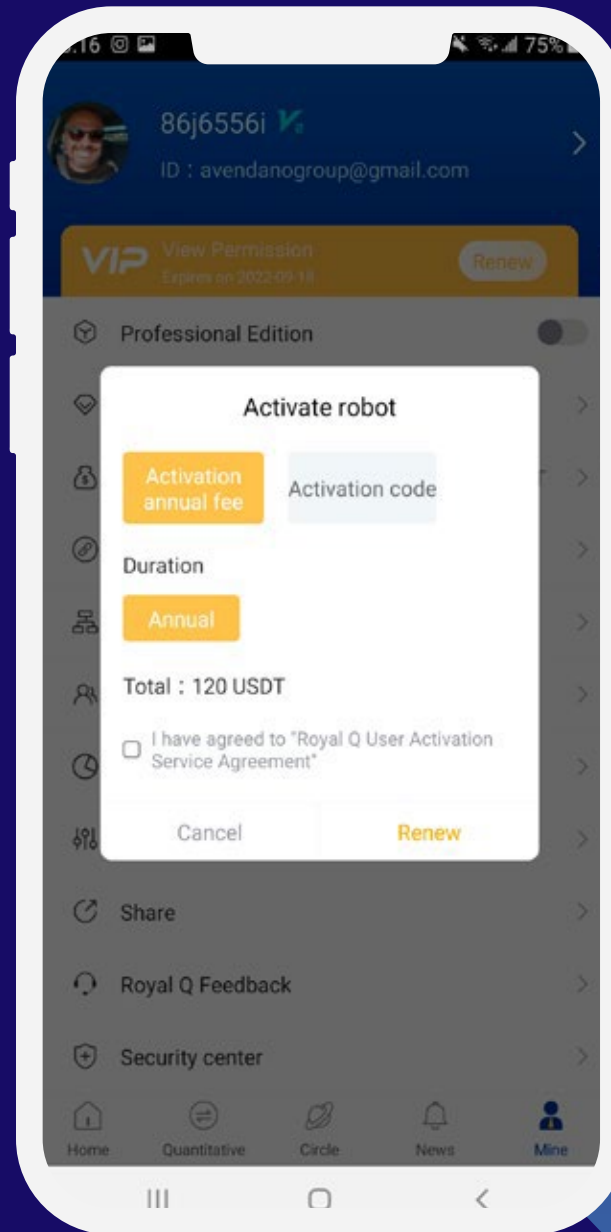 :16 75%
86j6556i V
ID : avendanogroup@gmail.com
VIP View Permission
Expires on 2022-09-18
Renew
Professional Edition
Activate robot
Activation
annual fee
Activation code
Duration
Annual
Total : 120 USDT
I have agreed to "Royal Q User Activation
Service Agreement"
Cancel Renew
Share
Royal Q Feedback
Security center
Home Quantitative Circle News Mine